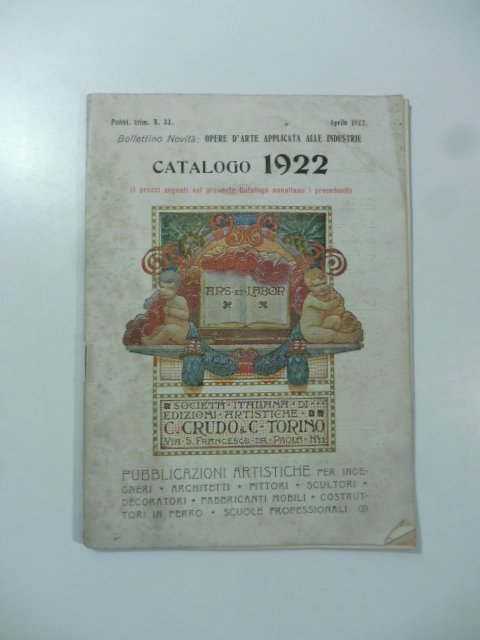 Pubbl. trim. N. 34.
Aprile 1922.
Bollettino Novità: OPERE D'ARTE APPLICATA ALLE INDUSTRIE
CATALOGO 1922
(I prezzi segnati nel presente Catalogo annullano i precedenti)
ARS ET LABOR
SOCIETÀ ITALIANA DI
EDIZIONI ARTISTICHE
C. CRUDO & C. TORINO
VIA S. FRANCESCO DA PAOLA N. 11
PUBBLICAZIONI ARTISTICHE PER INGE-
GNERI • ARCHITETTI • PITTORI • SCULTORI •
DECORATORI • FABBRICANTI MOBILI • COSTRUT-
TORI IN FERRO • SCUOLE PROFESSIONALI